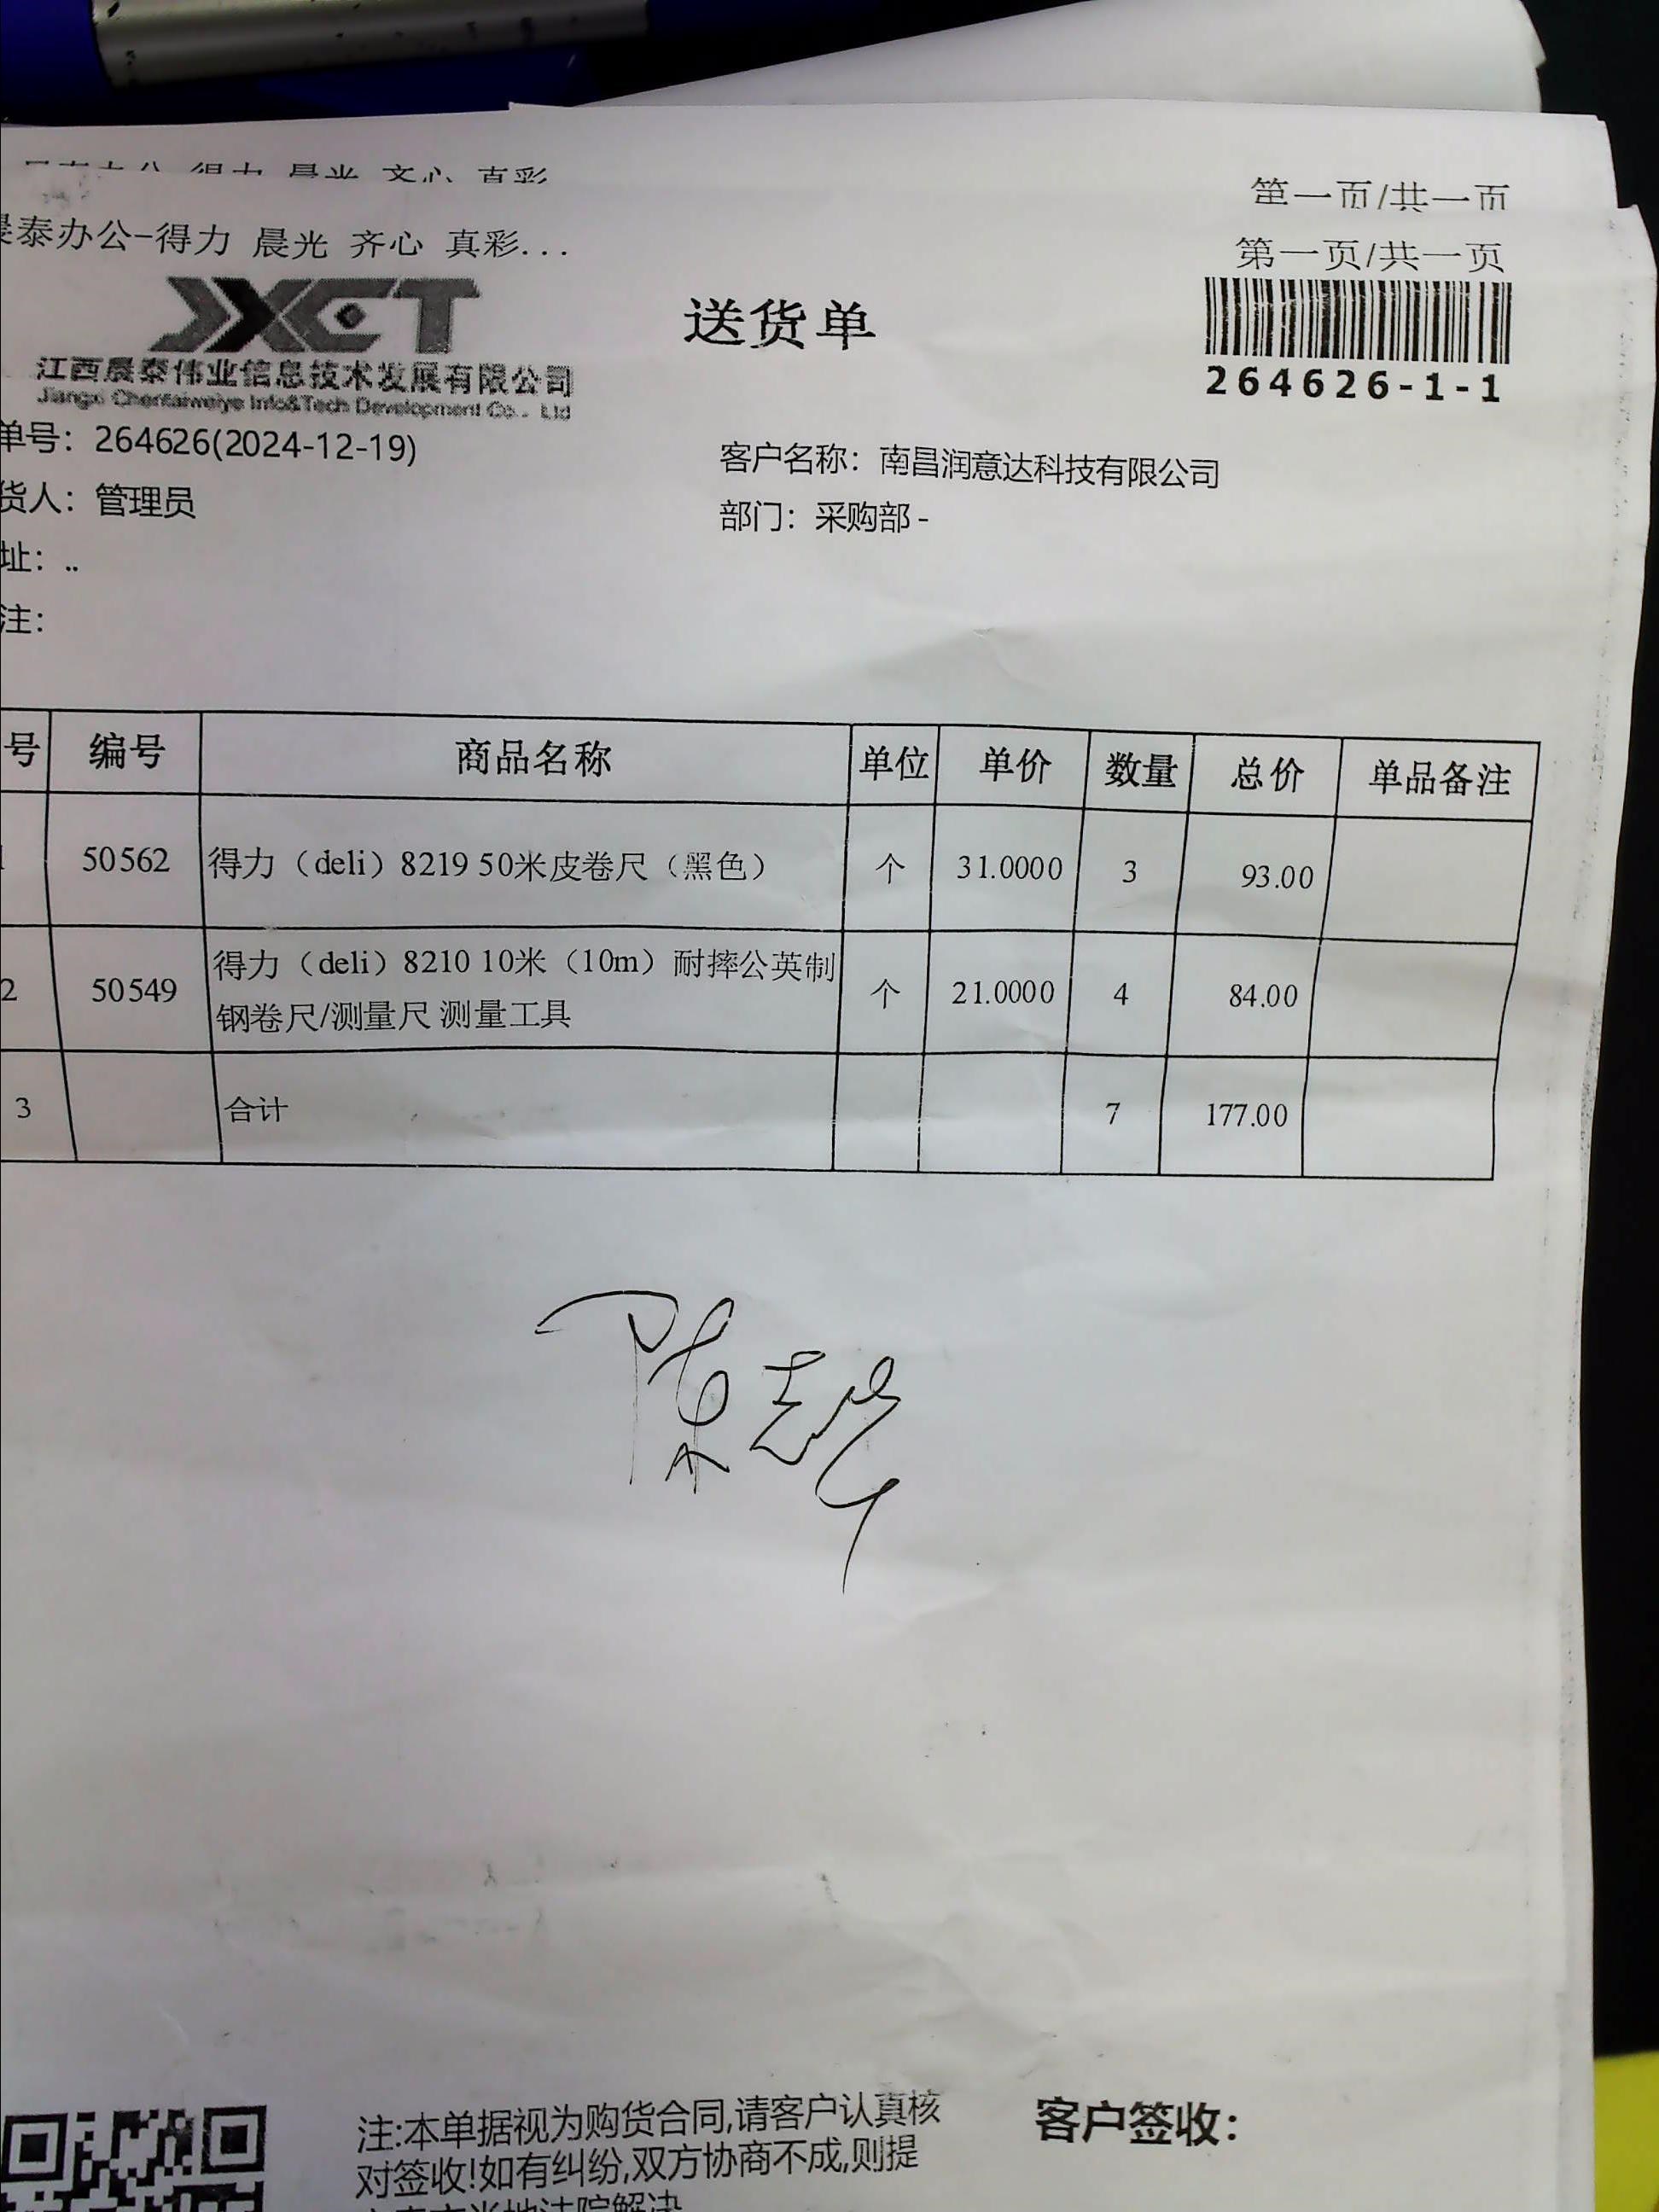 第一页/共一页
晨泰办公-得力 晨光 齐心 真彩...
第一页/共一页
江西晨泰伟业信息技术发展有限公司
Jiangxi Chentaiweiye Info&Tech Development Co., Ltd
送货单
264626-1-1
单号：264626(2024-12-19)
客户名称：南昌润意达科技有限公司
货人：管理员
部门：采购部 -
址：..
注：
号 编号 商品名称 单位 单价 数量 总价 单品备注
1 50562 得力（deli）8219 50米皮卷尺（黑色） 个 31.0000 3 93.00
2 50549 得力（deli）8210 10米（10m）耐摔公英制
钢卷尺/测量尺 测量工具 个 21.0000 4 84.00
3 合计 7 177.00
注:本单据视为购货合同,请客户认真核
对签收!如有纠纷,双方协商不成,则提
客户签收：